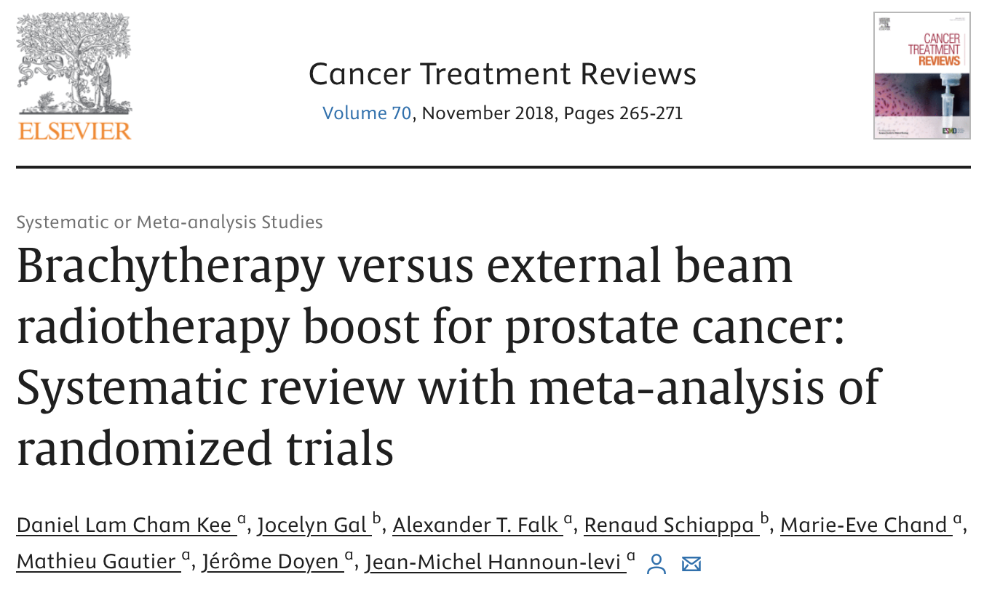 ELSEVIER
Cancer Treatment Reviews
Volume 70, November 2018, Pages 265-271
CANCER
TREATMENT
REVIEWS
Systematic or Meta-analysis Studies
Brachytherapy versus external beam
radiotherapy boost for prostate cancer:
Systematic review with meta-analysis of
randomized trials
Daniel Lam Cham Kee a, Jocelyn Gal b, Alexander T. Falk a, Renaud Schiappa b, Marie-Eve Chand a,
Mathieu Gautier a, Jérôme Doyen a, Jean-Michel Hannoun-levi a